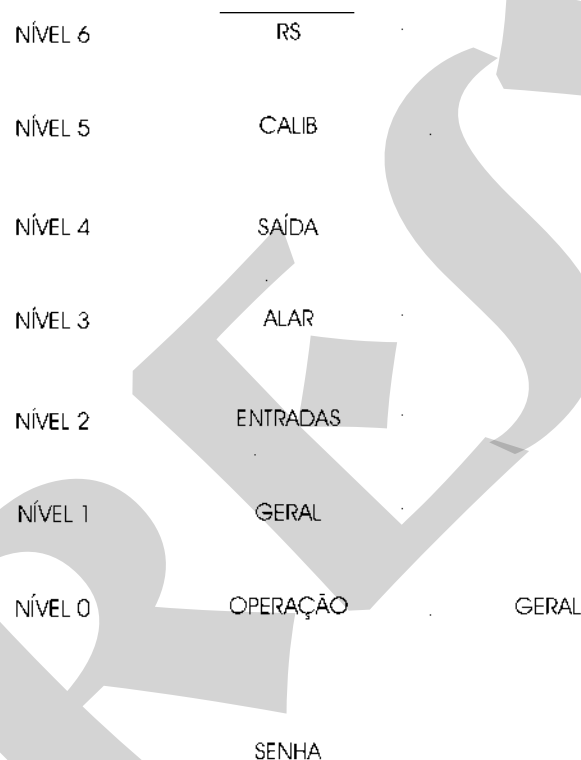 NÍVEL 6 RS
NÍVEL 5 CALIB
NÍVEL 4 SAÍDA
NÍVEL 3 ALAR
NÍVEL 2 ENTRADAS
NÍVEL 1 GERAL
NÍVEL 0 OPERAÇÃO GERAL
SENHA